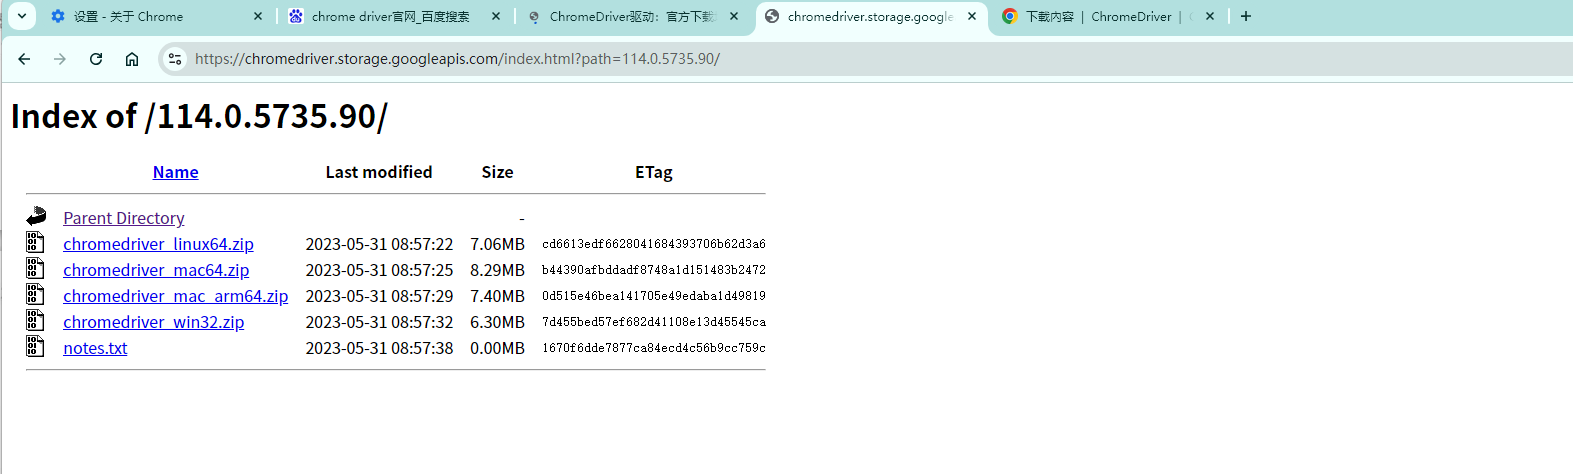 设置 - 关于 Chrome
chrome driver官网_百度搜索
ChromeDriver驱动：官方下载
chromedriver.storage.google
下载内容 | ChromeDriver |
https://chromedriver.storage.googleapis.com/index.html?path=114.0.5735.90/
Index of /114.0.5735.90/
Name Last modified Size ETag
Parent Directory -
chromedriver_linux64.zip 2023-05-31 08:57:22 7.06MB cd6613edf6628041684393706b62d3a6
chromedriver_mac64.zip 2023-05-31 08:57:25 8.29MB b44390afbddadf8748a1d151483b2472
chromedriver_mac_arm64.zip 2023-05-31 08:57:29 7.40MB 0d515e46bea141705e49edaba1d49819
chromedriver_win32.zip 2023-05-31 08:57:32 6.30MB 7d455bed57ef682d41108e13d45545ca
notes.txt 2023-05-31 08:57:38 0.00MB 1670f6dde7877ca84ecd4c56b9cc759c